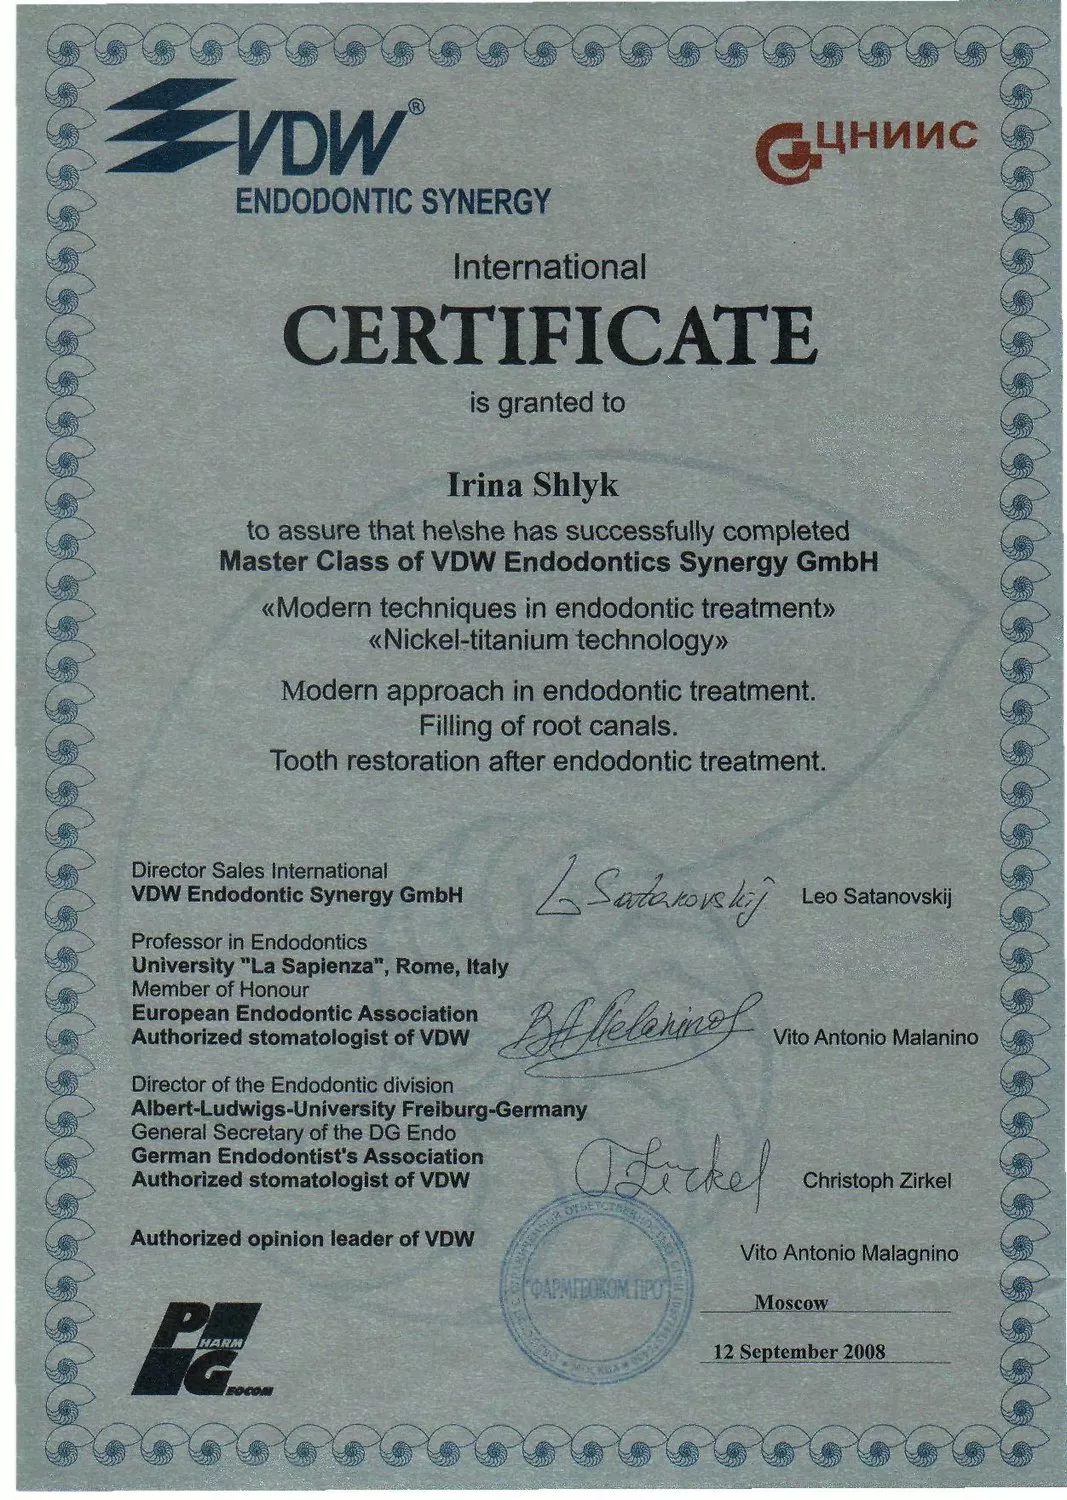 VDW®
ЦНИИС
ENDODONTIC SYNERGY
International
CERTIFICATE
is granted to
Irina Shlyk
to assure that he\she has successfully completed
Master Class of VDW Endodontics Synergy GmbH
«Modern techniques in endodontic treatment»
«Nickel-titanium technology»
Modern approach in endodontic treatment.
Filling of root canals.
Tooth restoration after endodontic treatment.
Director Sales International
VDW Endodontic Synergy GmbH
L Satanovskij
Leo Satanovskij
Professor in Endodontics
University "La Sapienza", Rome, Italy
Member of Honour
European Endodontic Association
Authorized stomatologist of VDW
Vito Antonio Malanino
Director of the Endodontic division
Albert-Ludwigs-University Freiburg-Germany
General Secretary of the DG Endo
German Endodontist's Association
Authorized stomatologist of VDW
Zirkel
Christoph Zirkel
Authorized opinion leader of VDW
Vito Antonio Malagnino
"ФАРМГЕОКОМ ПРО"
МОСКВА
Moscow
12 September 2008
PHARM
GEOCOM